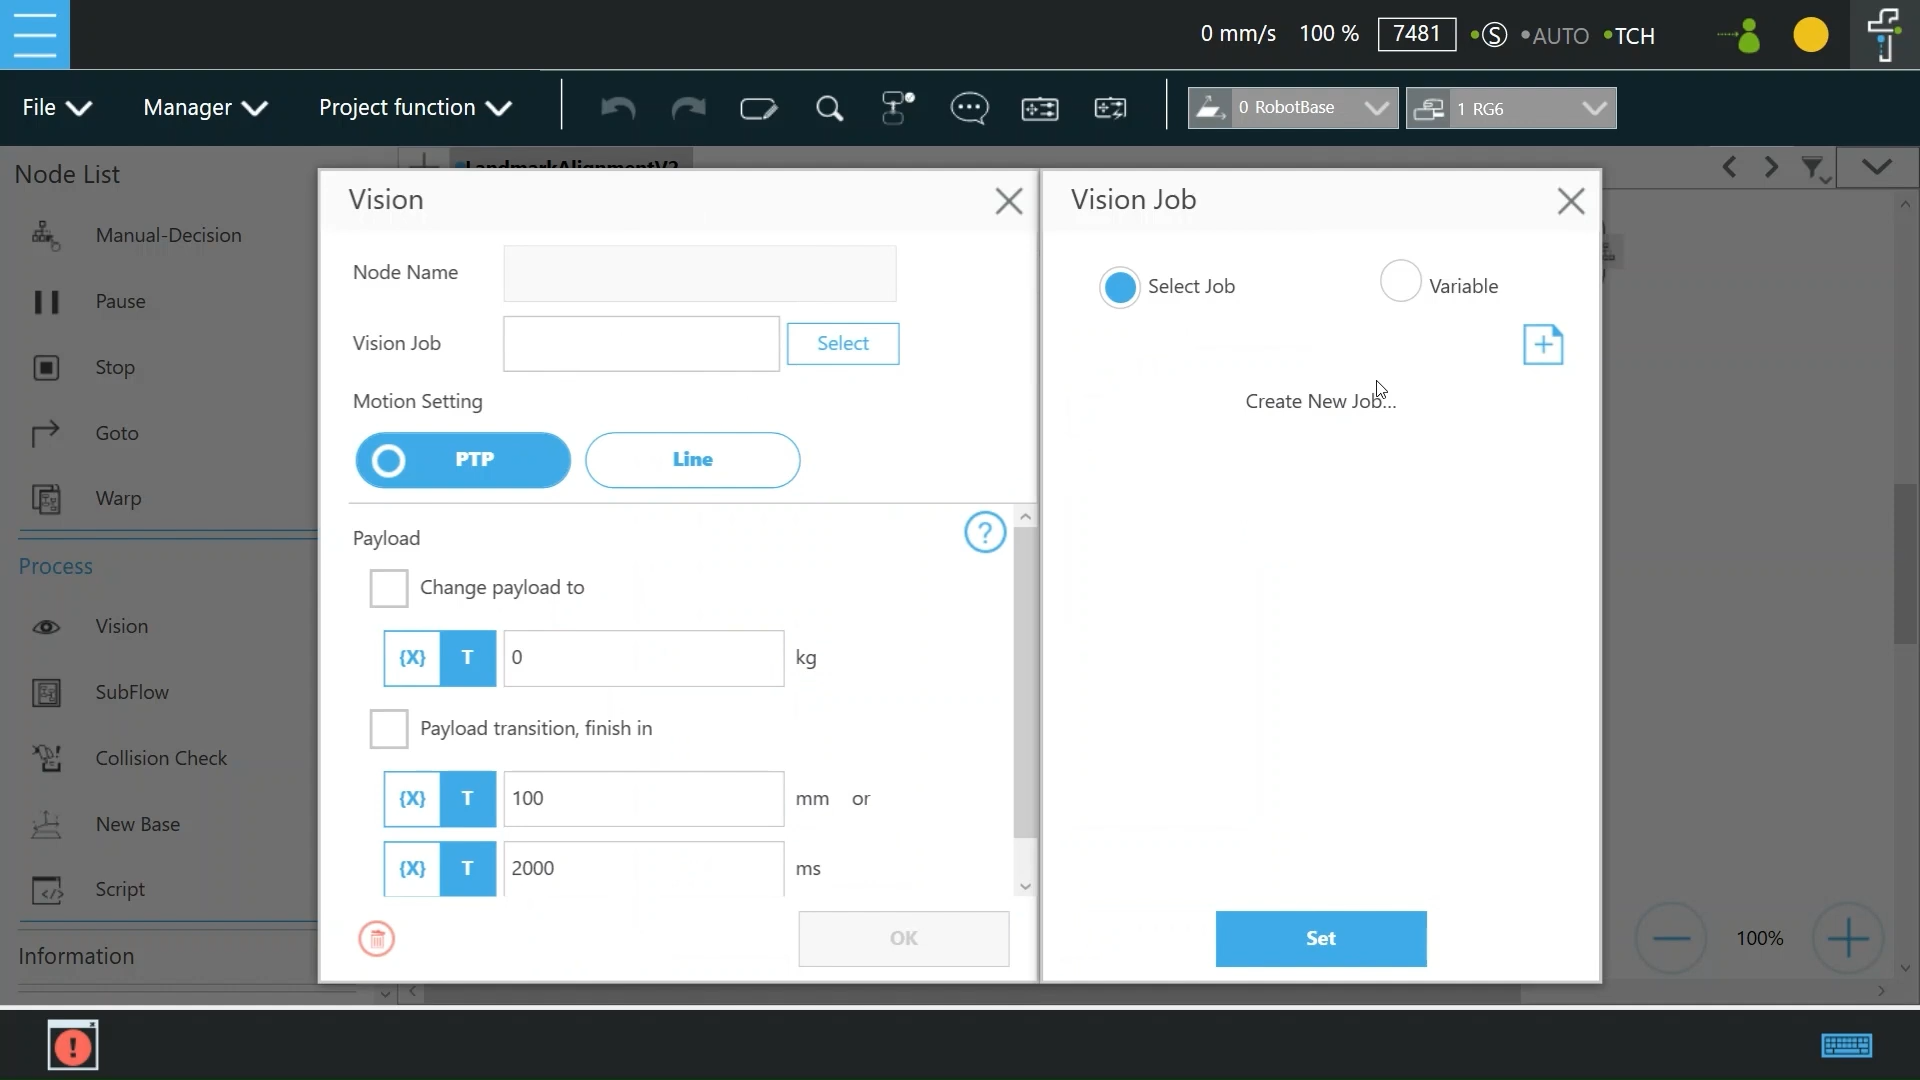 0 mm/s 100 % 7481 S AUTO TCH
File Manager Project function 0 RobotBase 1 RG6
Node List
Manual-Decision
Pause
Stop
Goto
Warp
Process
Vision
SubFlow
Collision Check
New Base
Script
Information
LandmarkAlignmentV2
Vision
Node Name
Vision Job Select
Motion Setting
PTP Line
Payload ?
Change payload to
{X} T 0 kg
Payload transition, finish in
{X} T 100 mm or
{X} T 2000 ms
OK
Vision Job
Select Job Variable
Create New Job...
Set
100%